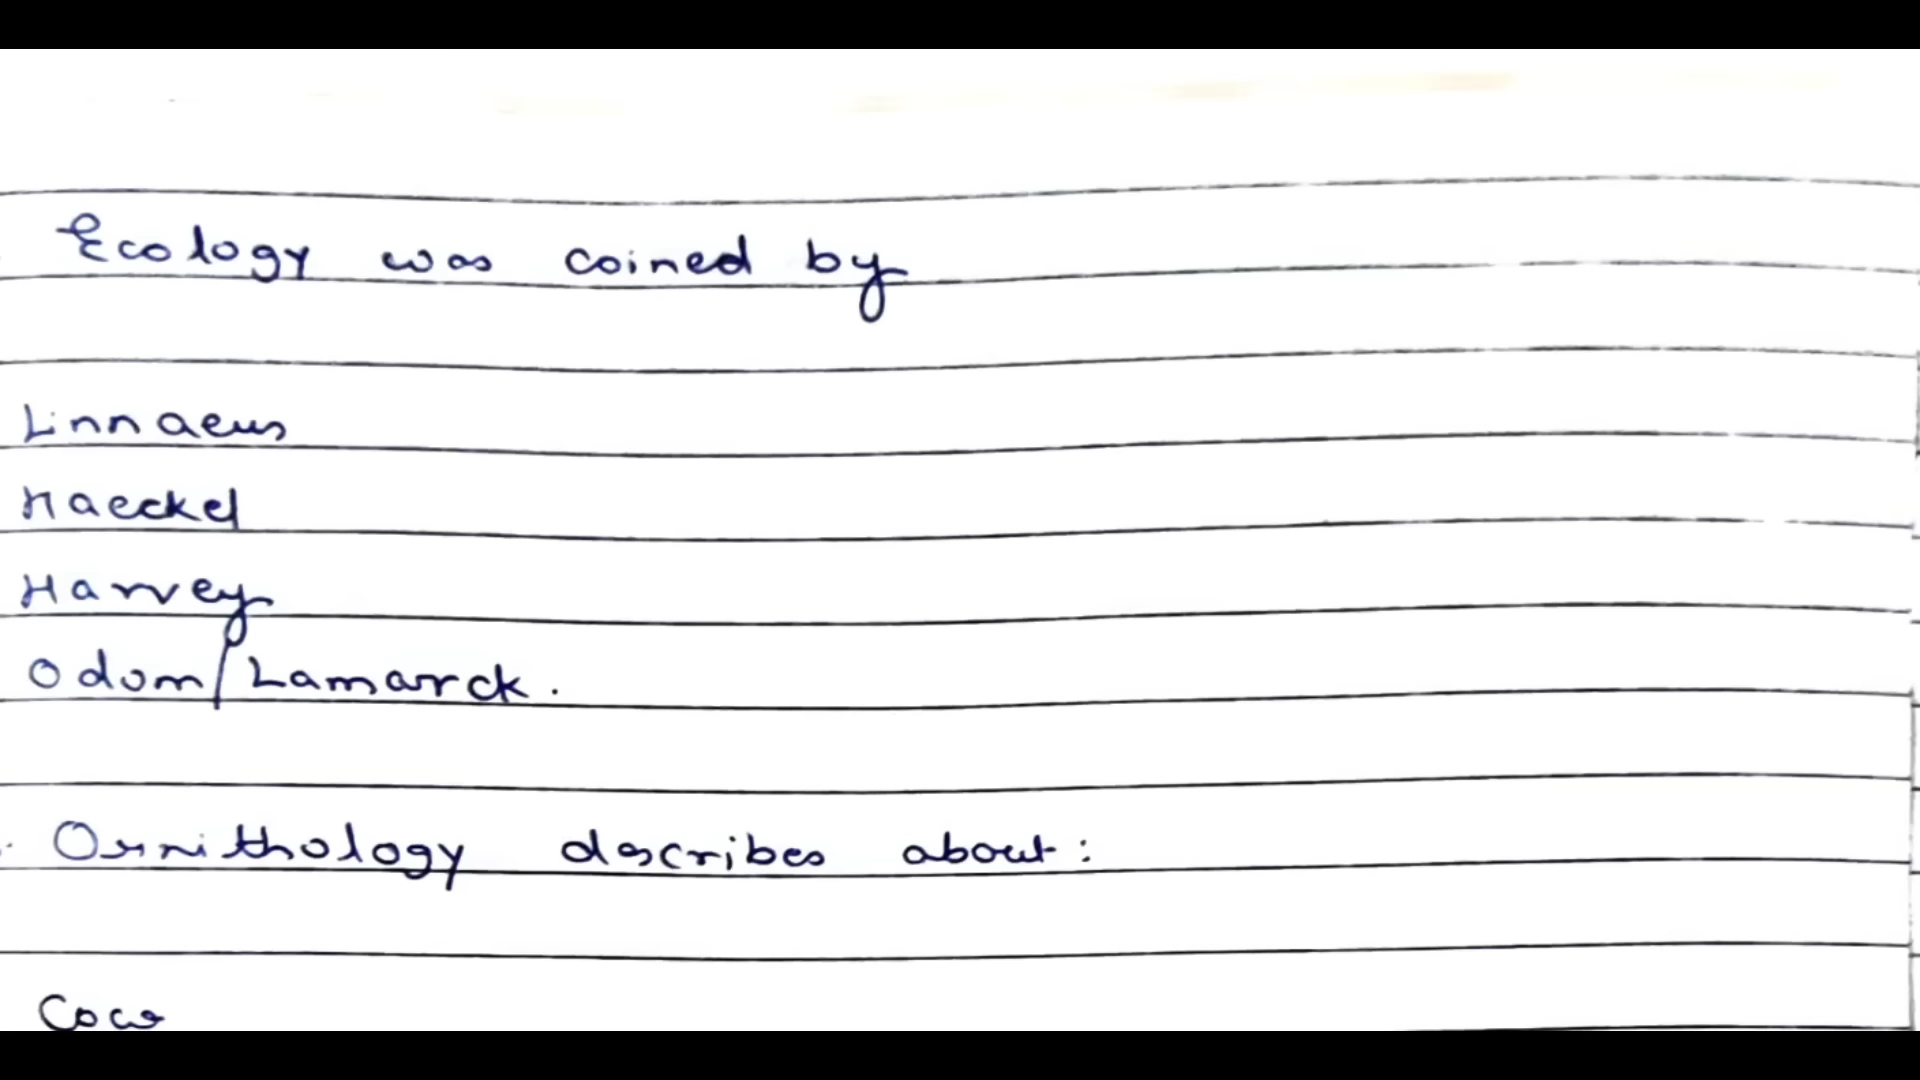 Ecology was coined by
Linnaeus
Haeckel
Harvey
Odum/Lamarck.
Ornithology describes about: